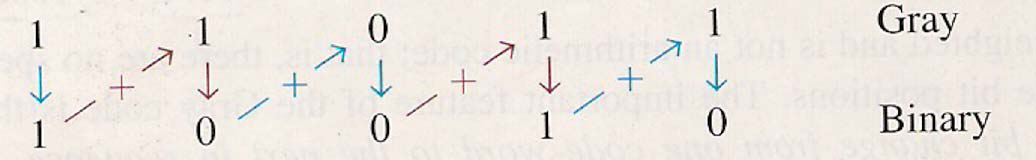 1 1 0 1 1 Gray
+ + + +
1 0 0 1 0 Binary